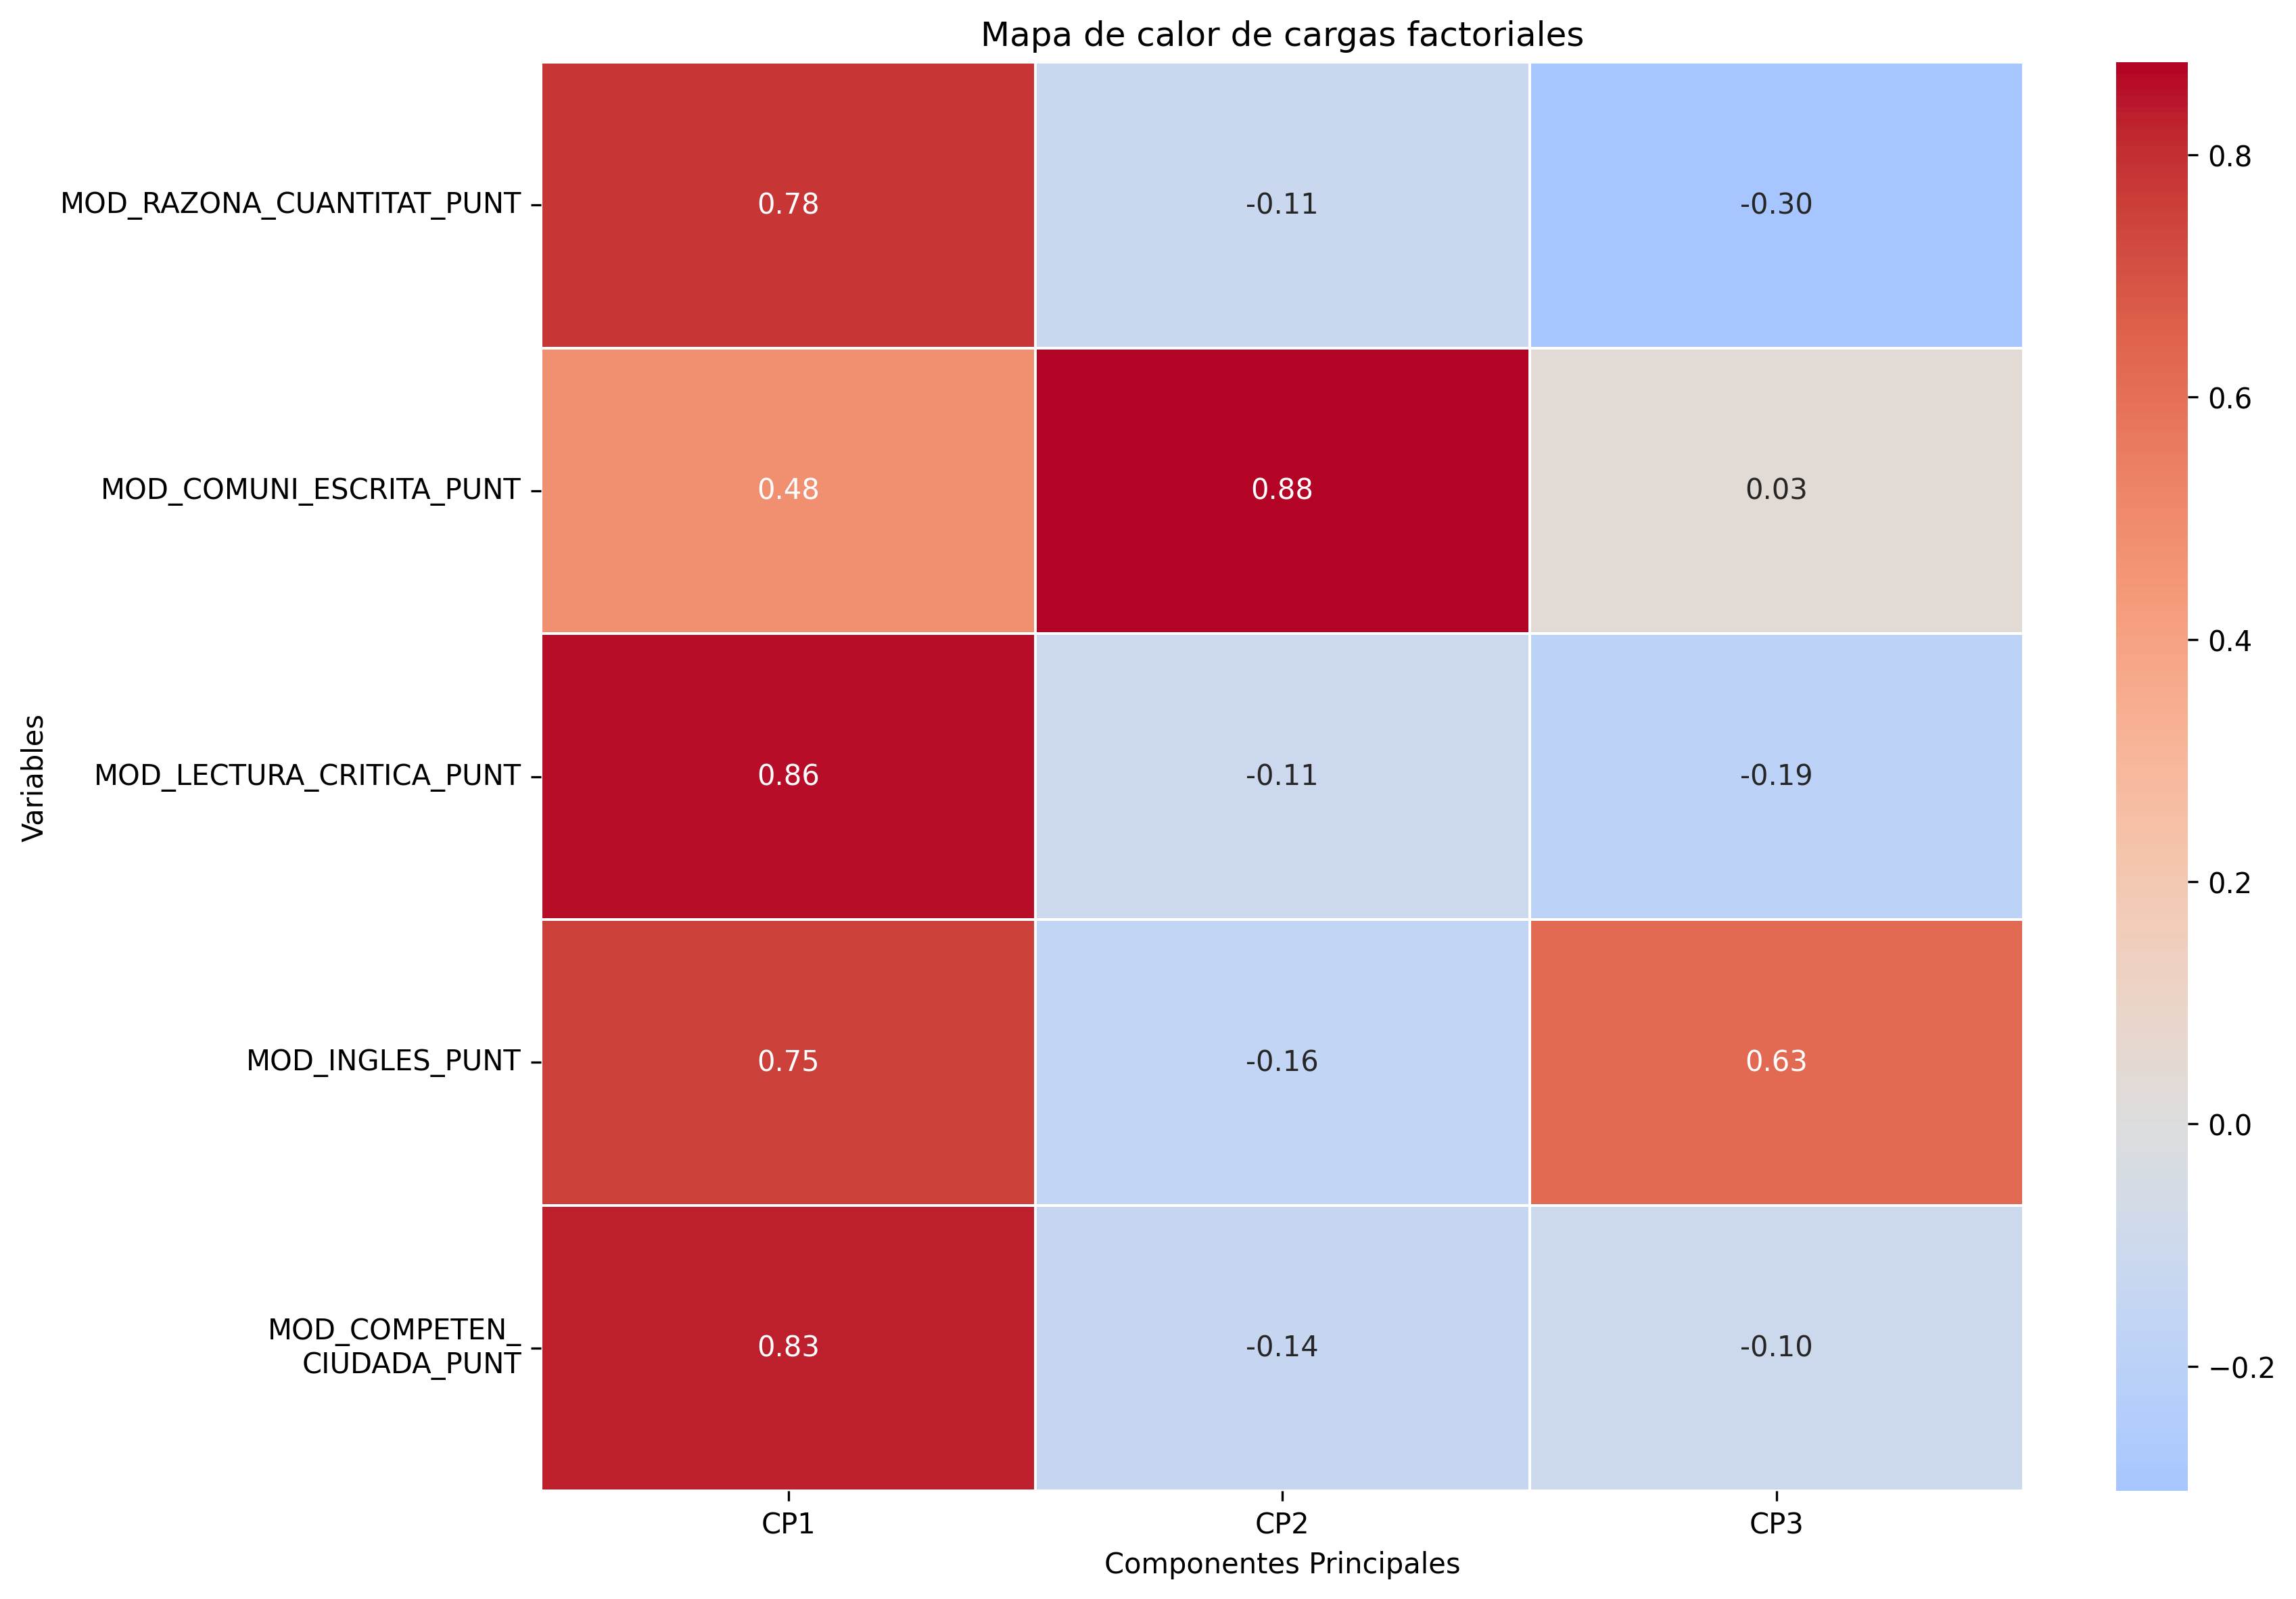 Mapa de calor de cargas factoriales
MOD_RAZONA_CUANTITAT_PUNT
0.78
-0.11
-0.30
MOD_COMUNI_ESCRITA_PUNT
0.48
0.88
0.03
MOD_LECTURA_CRITICA_PUNT
0.86
-0.11
-0.19
MOD_INGLES_PUNT
0.75
-0.16
0.63
MOD_COMPETEN_
CIUDADA_PUNT
0.83
-0.14
-0.10
Variables
CP1
CP2
CP3
Componentes Principales
0.8
0.6
0.4
0.2
0.0
−0.2